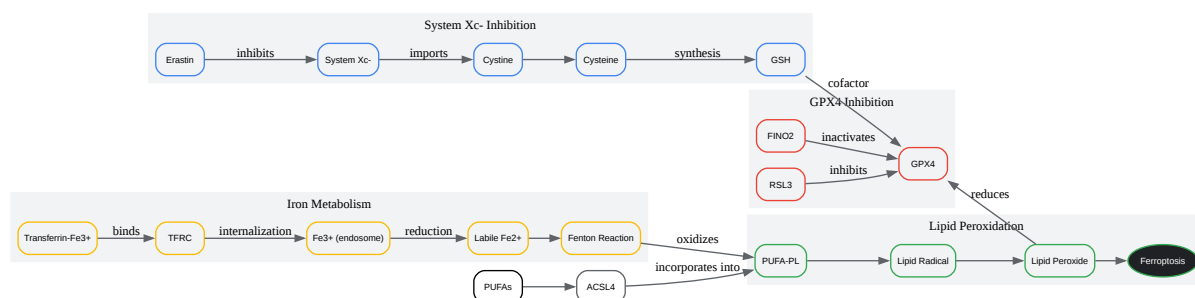 System Xc- Inhibition
Erastin
inhibits
System Xc-
imports
Cystine
Cysteine
synthesis
GSH
cofactor
GPX4 Inhibition
FINO2
inactivates
GPX4
RSL3
inhibits
reduces
Iron Metabolism
Transferrin-Fe3+
binds
TFRC
internalization
Fe3+ (endosome)
reduction
Labile Fe2+
Fenton Reaction
oxidizes
Lipid Peroxidation
PUFA-PL
Lipid Radical
Lipid Peroxide
Ferroptosis
PUFAs
ACSL4
incorporates into